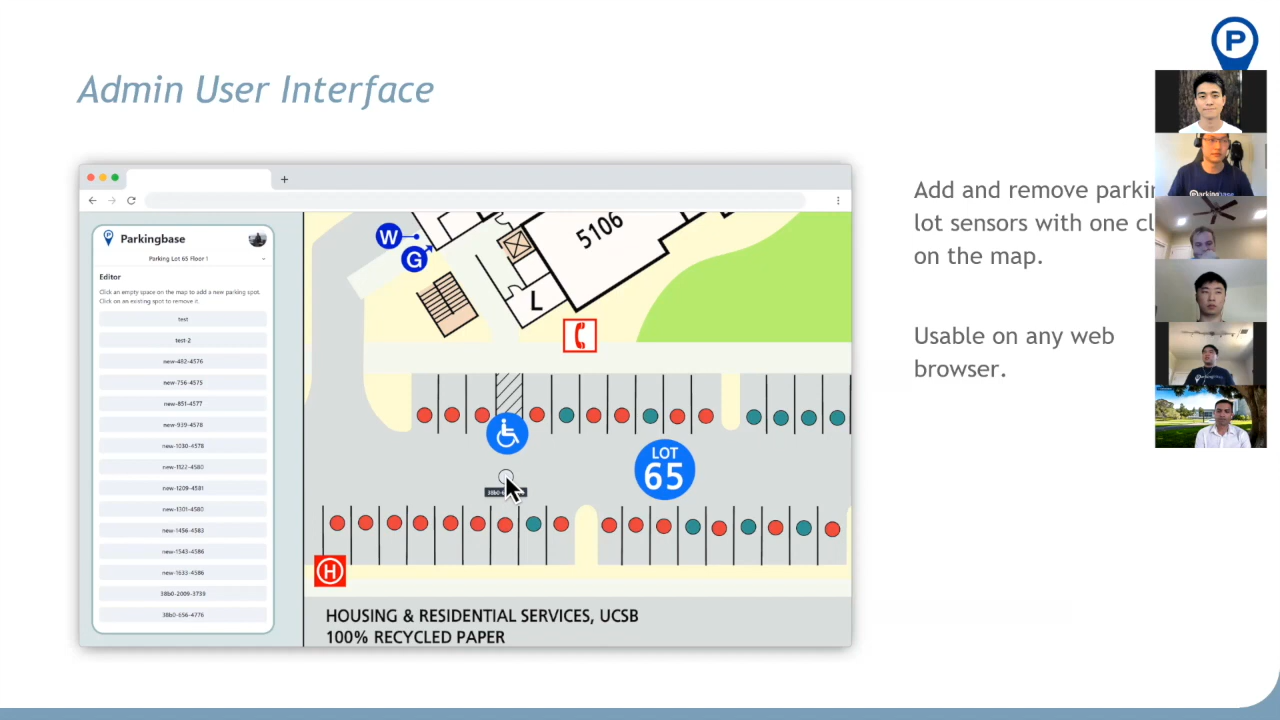 P
Admin User Interface
Parkingbase
Parking Lot 65 Floor 1
Editor
Click an empty space on the map to add a new parking spot.
Click on an existing spot to remove it.
test
test-2
new-482-4576
new-756-4575
new-851-4577
new-939-4578
new-1030-4578
new-1122-4580
new-1209-4581
new-1301-4580
new-1456-4583
new-1543-4586
new-1633-4586
38b0-2009-3738
38b0-656-4776
W
G
5106
L
LOT
65
H
HOUSING & RESIDENTIAL SERVICES, UCSB
100% RECYCLED PAPER
Add and remove parkin
lot sensors with one cl
on the map.
Usable on any web
browser.
Parkingbase